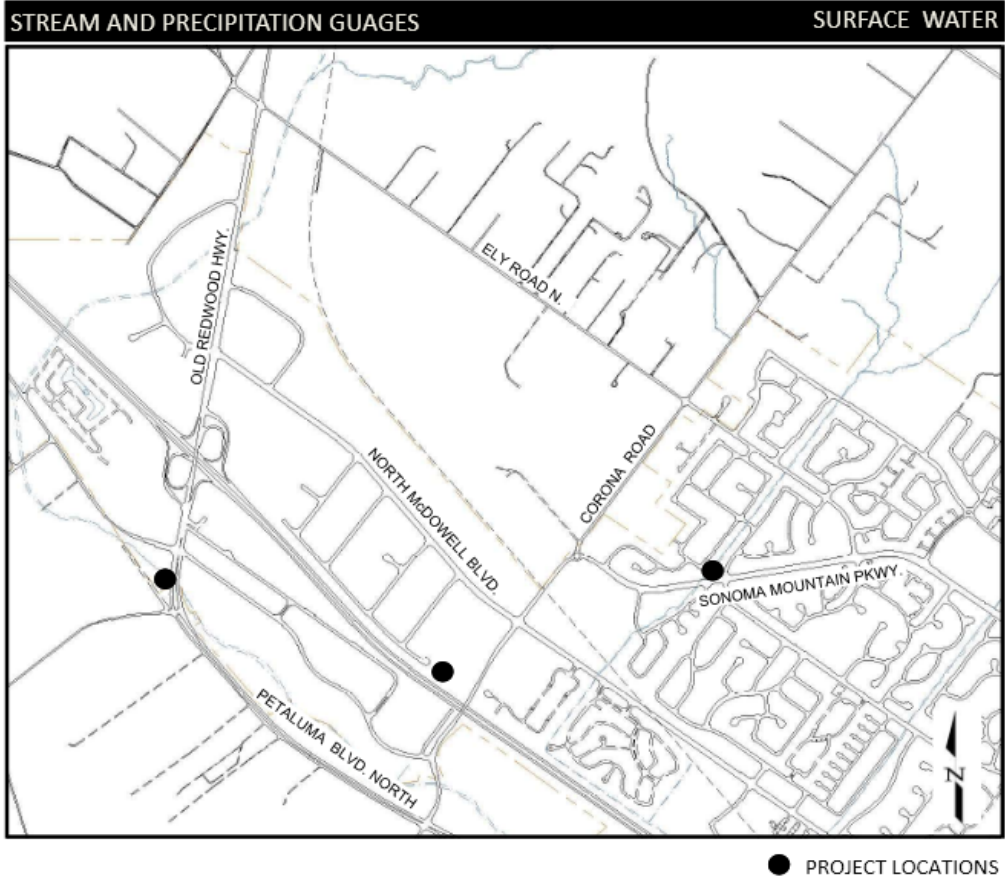 STREAM AND PRECIPITATION GUAGES
SURFACE WATER
ELY ROAD N.
OLD REDWOOD HWY.
CORONA ROAD
NORTH McDOWELL BLVD.
SONOMA MOUNTAIN PKWY.
PETALUMA BLVD. NORTH
N
PROJECT LOCATIONS